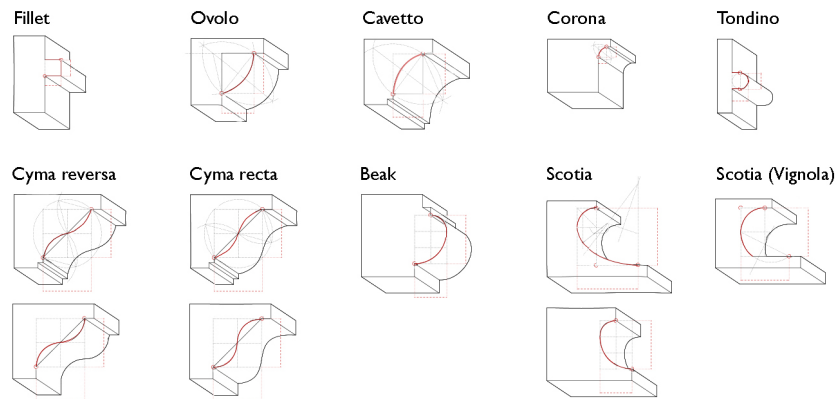 Fillet
Ovolo
Cavetto
Corona
Tondino
Cyma reversa
Cyma recta
Beak
Scotia
Scotia (Vignola)